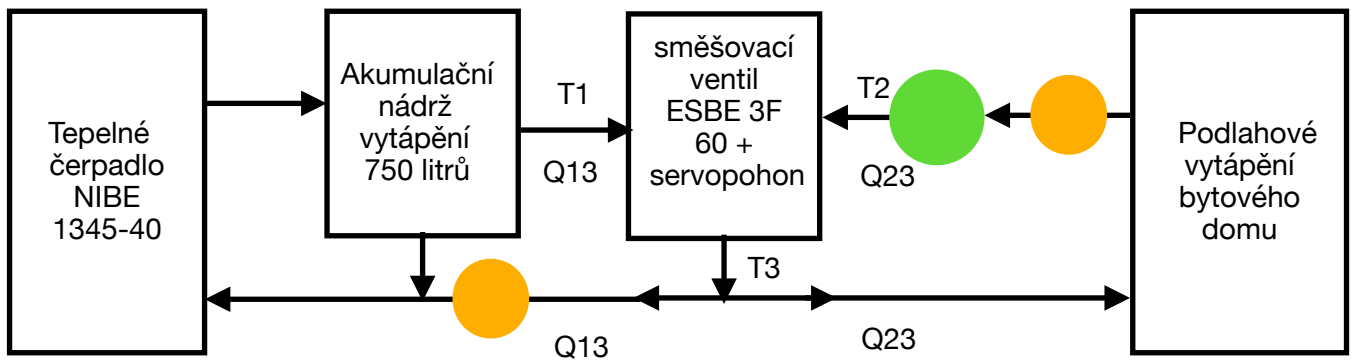 Tepelné
čerpadlo
NIBE
1345-40
Akumulační
nádrž
vytápění
750 litrů
T1
Q13
směšovací
ventil
ESBE 3F
60 +
servopohon
T2
Q23
T3
Q13
Q23
Podlahové
vytápění
bytového
domu